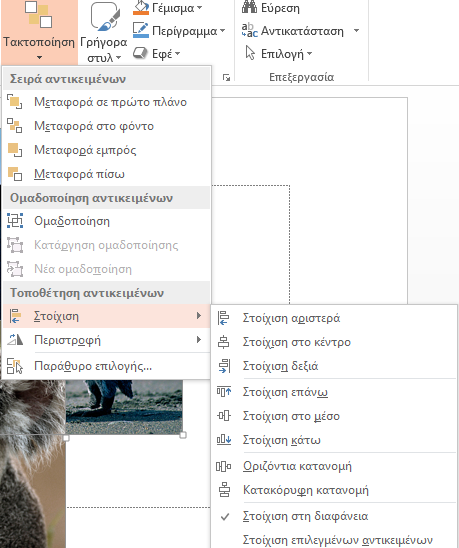 Τακτοποίηση
Γρήγορα
στυλ
Γέμισμα
Περίγραμμα
Εφέ
Εύρεση
Αντικατάσταση
Επιλογή
Επεξεργασία
Σειρά αντικειμένων
Μεταφορά σε πρώτο πλάνο
Μεταφορά στο φόντο
Μεταφορά εμπρός
Μεταφορά πίσω
Ομαδοποίηση αντικειμένων
Ομαδοποίηση
Κατάργηση ομαδοποίησης
Νέα ομαδοποίηση
Τοποθέτηση αντικειμένων
Στοίχιση
Περιστροφή
Παράθυρο επιλογής...
Στοίχιση αριστερά
Στοίχιση στο κέντρο
Στοίχιση δεξιά
Στοίχιση επάνω
Στοίχιση στο μέσο
Στοίχιση κάτω
Οριζόντια κατανομή
Κατακόρυφη κατανομή
Στοίχιση στη διαφάνεια
Στοίχιση επιλεγμένων αντικειμένων